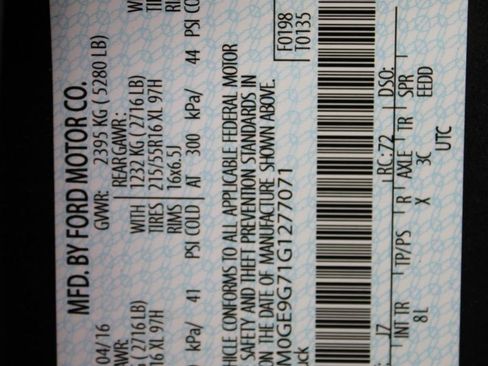 MFD. BY FORD MOTOR CO.
04/16 GVWR: 2395 KG ( 5280 LB)
AWR: REAR GAWR:
G (2716 LB) WITH 1232 KG (2716 LB)
16 XL 97H TIRES 215/55R16 XL 97H
RIMS 16x6.5J
0 kPa/ 41 PSI COLD AT 300 kPa/ 44 PSI CO
HICLE CONFORMS TO ALL APPLICABLE FEDERAL MOTOR
SAFETY AND THEFT PREVENTION STANDARDS IN
ON THE DATE OF MANUFACTURE SHOWN ABOVE.
M0GE9G71G1277071
F0198
T0135
uck
17 RC: 72 DSO:
INT TR TP/PS R AXLE TR SPR
8 L X 3C EEDD
UTC